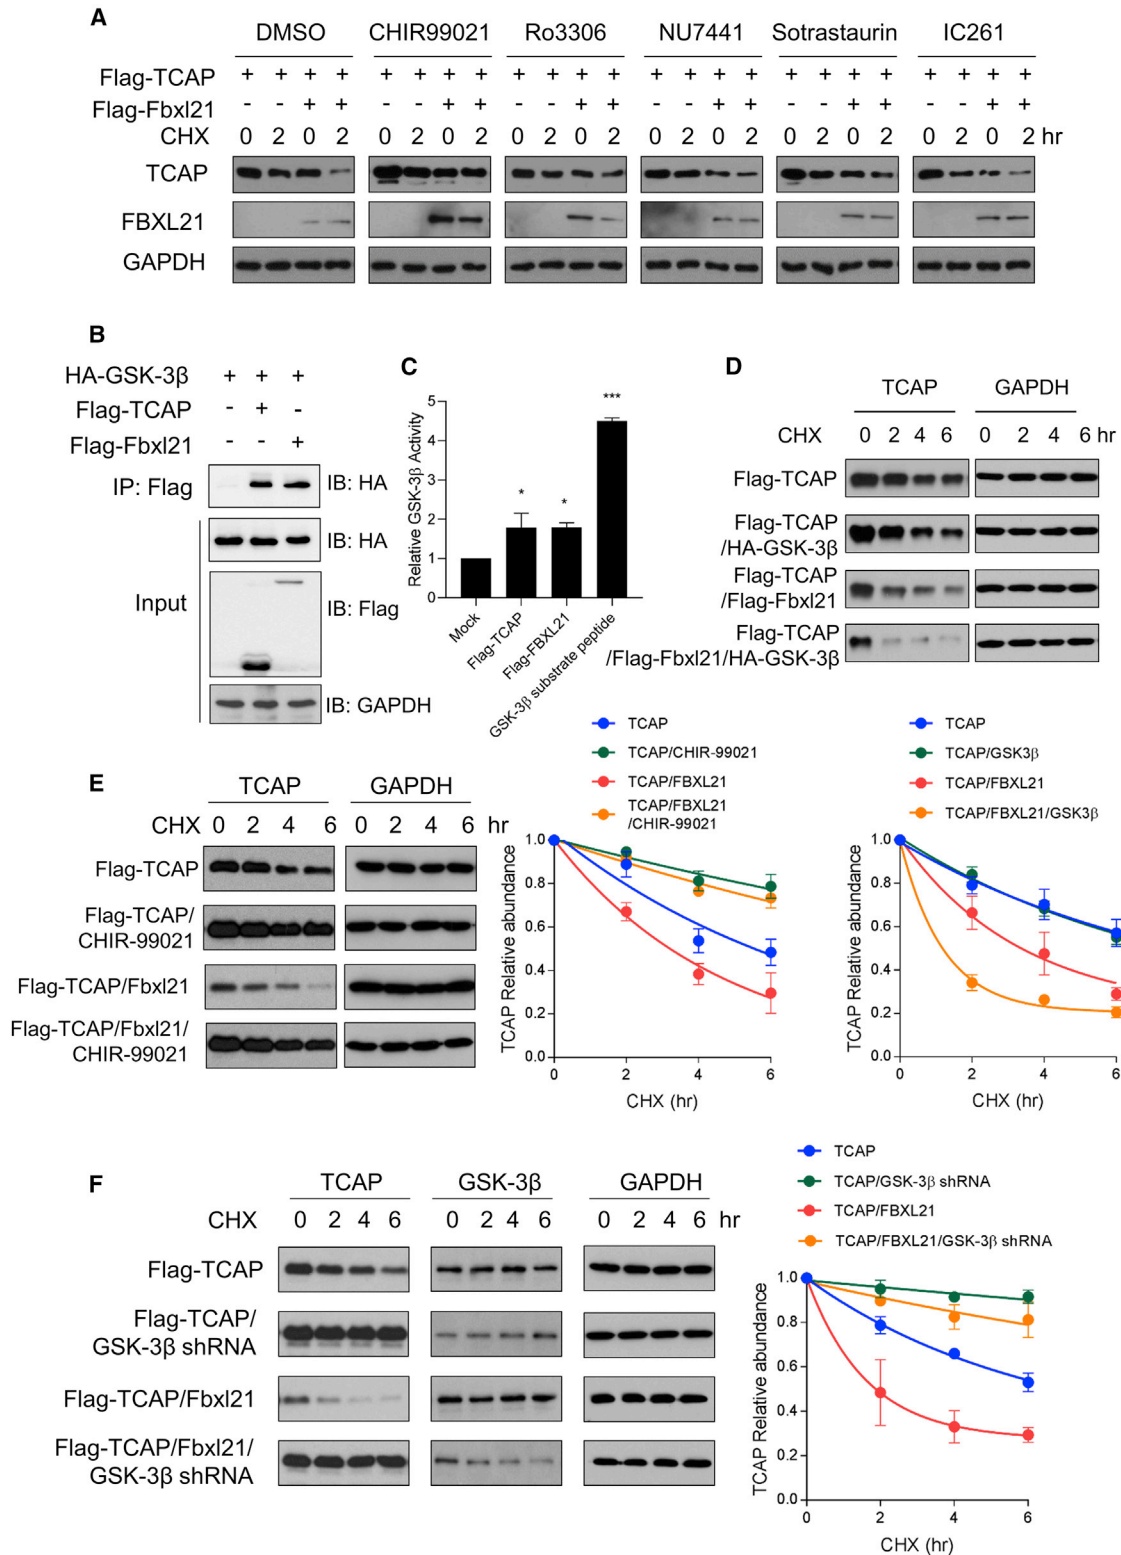 A
DMSO CHIR99021 Ro3306 NU7441 Sotrastaurin IC261
Flag-TCAP + + + + + + + + + + + + + + + + + + + + + + + +
Flag-Fbxl21 - - + + - - + + - - + + - - + + - - + + - - + +
CHX 0 2 0 2 0 2 0 2 0 2 0 2 0 2 0 2 0 2 0 2 0 2 0 2 hr
TCAP
FBXL21
GAPDH
B
HA-GSK-3β + + +
Flag-TCAP - + -
Flag-Fbxl21 - - +
IP: Flag IB: HA
IB: HA
Input IB: Flag
IB: GAPDH
C
Relative GSK-3β Activity
5
4
3
2
1
0
*
*
***
Mock
Flag-TCAP
Flag-FBXL21
GSK-3β substrate peptide
D
TCAP GAPDH
CHX 0 2 4 6 0 2 4 6 hr
Flag-TCAP
Flag-TCAP
/HA-GSK-3β
Flag-TCAP
/Flag-Fbxl21
Flag-TCAP
/Flag-Fbxl21/HA-GSK-3β
E
TCAP GAPDH
CHX 0 2 4 6 0 2 4 6 hr
Flag-TCAP
Flag-TCAP/
CHIR-99021
Flag-TCAP/Fbxl21
Flag-TCAP/Fbxl21/
CHIR-99021
TCAP
TCAP/CHIR-99021
TCAP/FBXL21
TCAP/FBXL21
/CHIR-99021
TCAP Relative abundance
1.0
0.8
0.6
0.4
0.2
0.0
0 2 4 6
CHX (hr)
TCAP
TCAP/GSK3β
TCAP/FBXL21
TCAP/FBXL21/GSK3β
TCAP Relative abundance
1.0
0.8
0.6
0.4
0.2
0.0
0 2 4 6
CHX (hr)
F
TCAP GSK-3β GAPDH
CHX 0 2 4 6 0 2 4 6 0 2 4 6 hr
Flag-TCAP
Flag-TCAP/
GSK-3β shRNA
Flag-TCAP/Fbxl21
Flag-TCAP/Fbxl21/
GSK-3β shRNA
TCAP
TCAP/GSK-3β shRNA
TCAP/FBXL21
TCAP/FBXL21/GSK-3β shRNA
TCAP Relative abundance
1.0
0.8
0.6
0.4
0.2
0.0
0 2 4 6
CHX (hr)